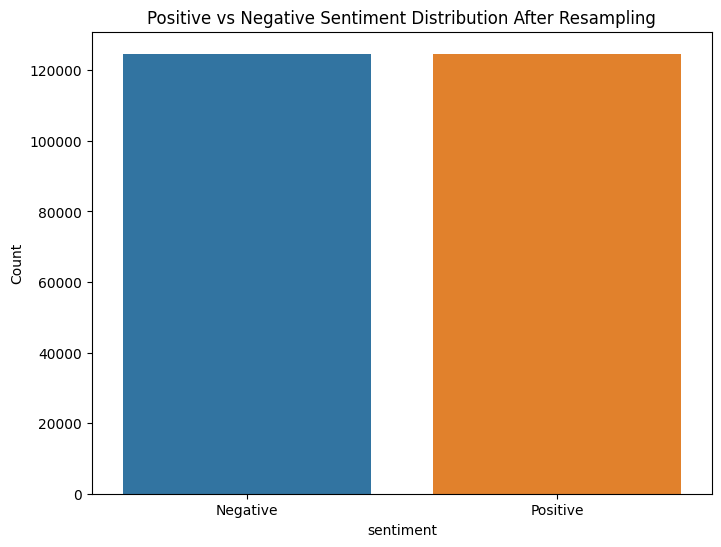 Positive vs Negative Sentiment Distribution After Resampling
120000
100000
80000
60000
40000
20000
0
Count
Negative
Positive
sentiment